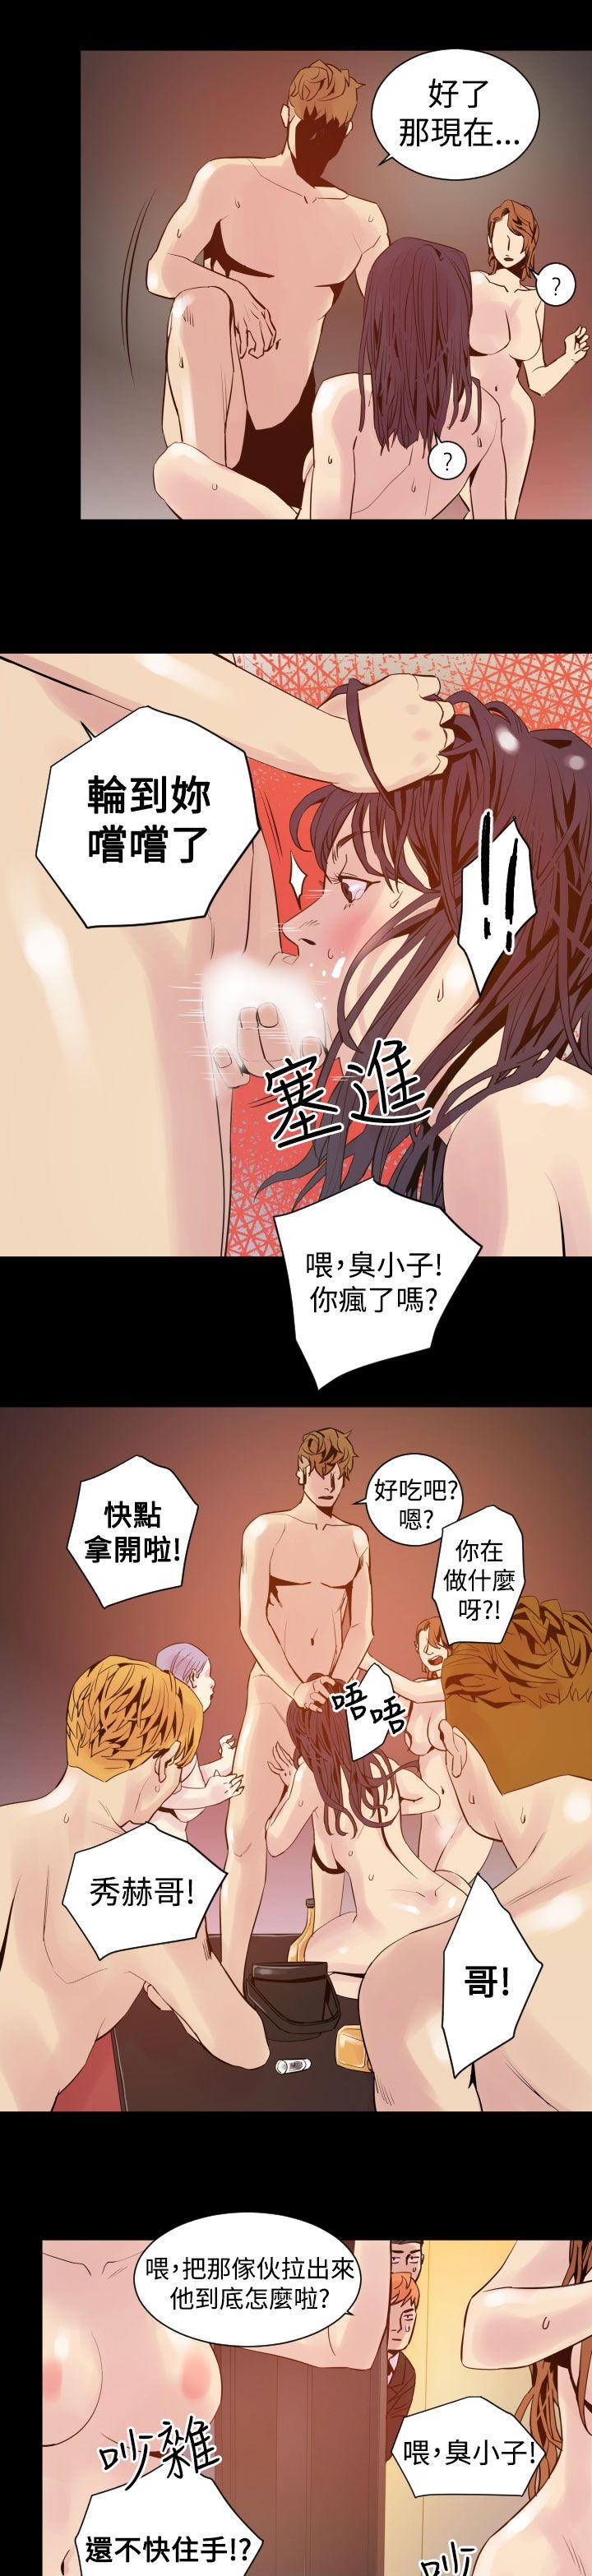 好了
那現在…
?
?
輪到妳
嚐嚐了
!!
塞進
喂,臭小子!
你瘋了嗎?
快點
拿開啦!
好吃吧?
嗯?
你在
做什麼
呀?!
唔
唔
秀赫哥!
哥!
喂,把那傢伙拉出來
他到底怎麼啦?
吵雜
喂,臭小子!
還不快住手!?
吵